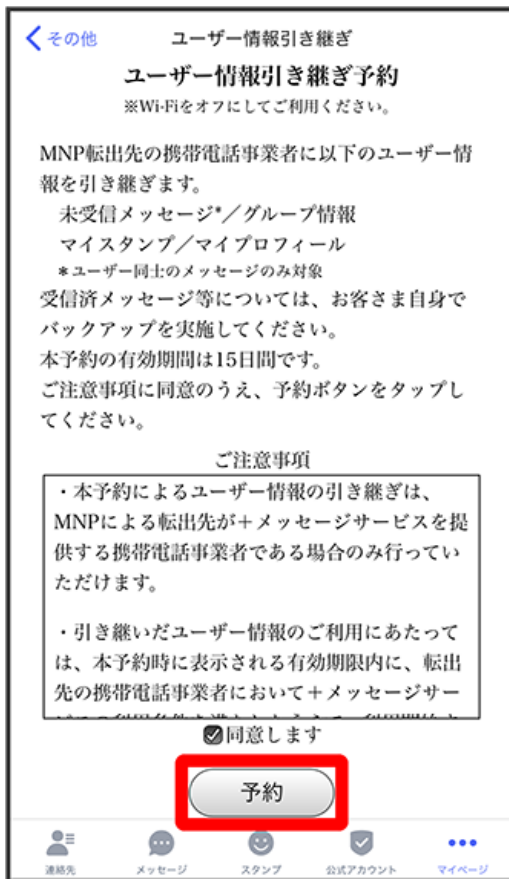 その他 ユーザー情報引き継ぎ
ユーザー情報引き継ぎ予約
※Wi-Fiをオフにしてご利用ください。
MNP転出先の携帯電話事業者に以下のユーザー情
報を引き継ぎます。
未受信メッセージ*／グループ情報
マイスタンプ／マイプロフィール
＊ユーザー同士のメッセージのみ対象
受信済メッセージ等については、お客さま自身で
バックアップを実施してください。
本予約の有効期間は15日間です。
ご注意事項に同意のうえ、予約ボタンをタップし
てください。
ご注意事項
・本予約によるユーザー情報の引き継ぎは、
MNPによる転出先が＋メッセージサービスを提
供する携帯電話事業者である場合のみ行ってい
ただけます。
・引き継いだユーザー情報のご利用にあたって
は、本予約時に表示される有効期限内に、転出
先の携帯電話事業者において＋メッセージサー
同意します
予約
連絡先 メッセージ スタンプ 公式アカウント マイページ